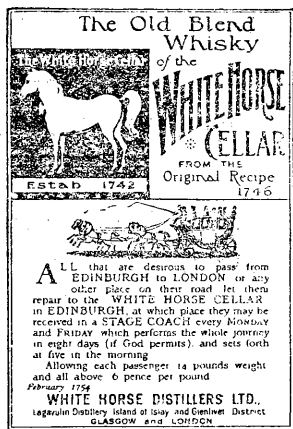 The Old Blend
Whisky
of the
WHITE HORSE
CELLAR
FROM THE
Original Recipe
1746
The White Horse Cellar
Estab 1742
ALL that are desirous to pass from
EDINBURGH to LONDON or any
other place on their road let them
repair to the WHITE HORSE CELLAR
in EDINBURGH, at which place they may be
received in a STAGE COACH every MONDAY
and FRIDAY which performs the whole journey
in eight days (if God permits). and sets forth
at five in the morning
Allowing each passenger 14 pounds weight
and all above 6 pence per pound
February 1754
WHITE HORSE DISTILLERS LTD.,
Lagavulin Distillery Island of Islay and Glenlivet District
GLASGOW and LONDON